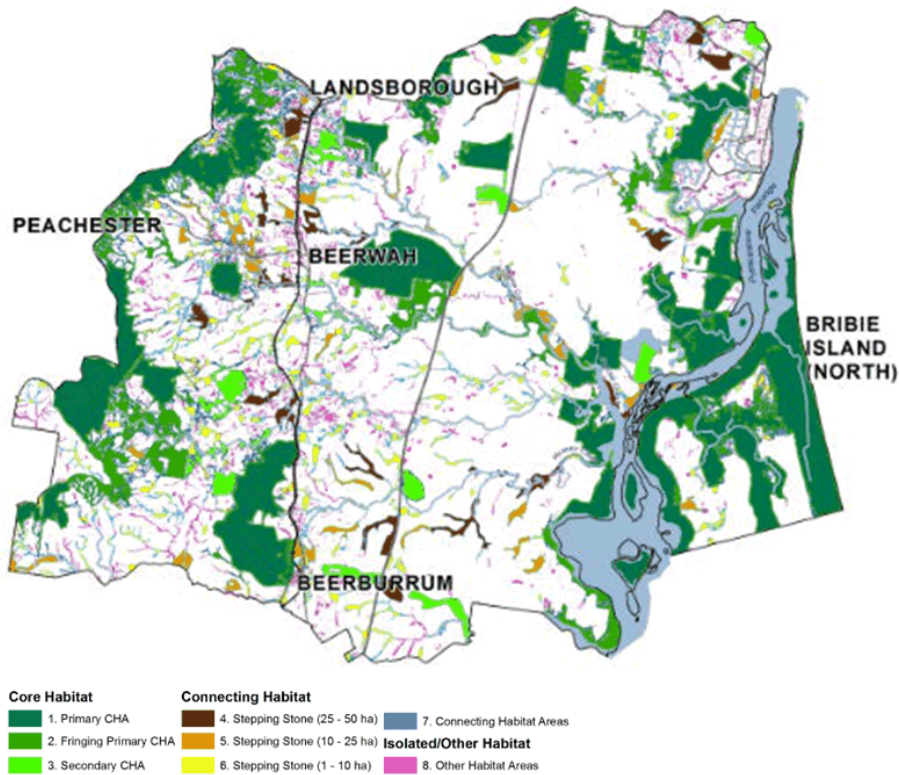 LANDSBOROUGH
PEACHESTER
BEERWAH
BRIBIE
ISLAND
(NORTH)
BEERBURRUM
Core Habitat
1. Primary CHA
2. Fringing Primary CHA
3. Secondary CHA
Connecting Habitat
4. Stepping Stone (25 - 50 ha)
5. Stepping Stone (10 - 25 ha)
6. Stepping Stone (1 - 10 ha)
7. Connecting Habitat Areas
Isolated/Other Habitat
8. Other Habitat Areas